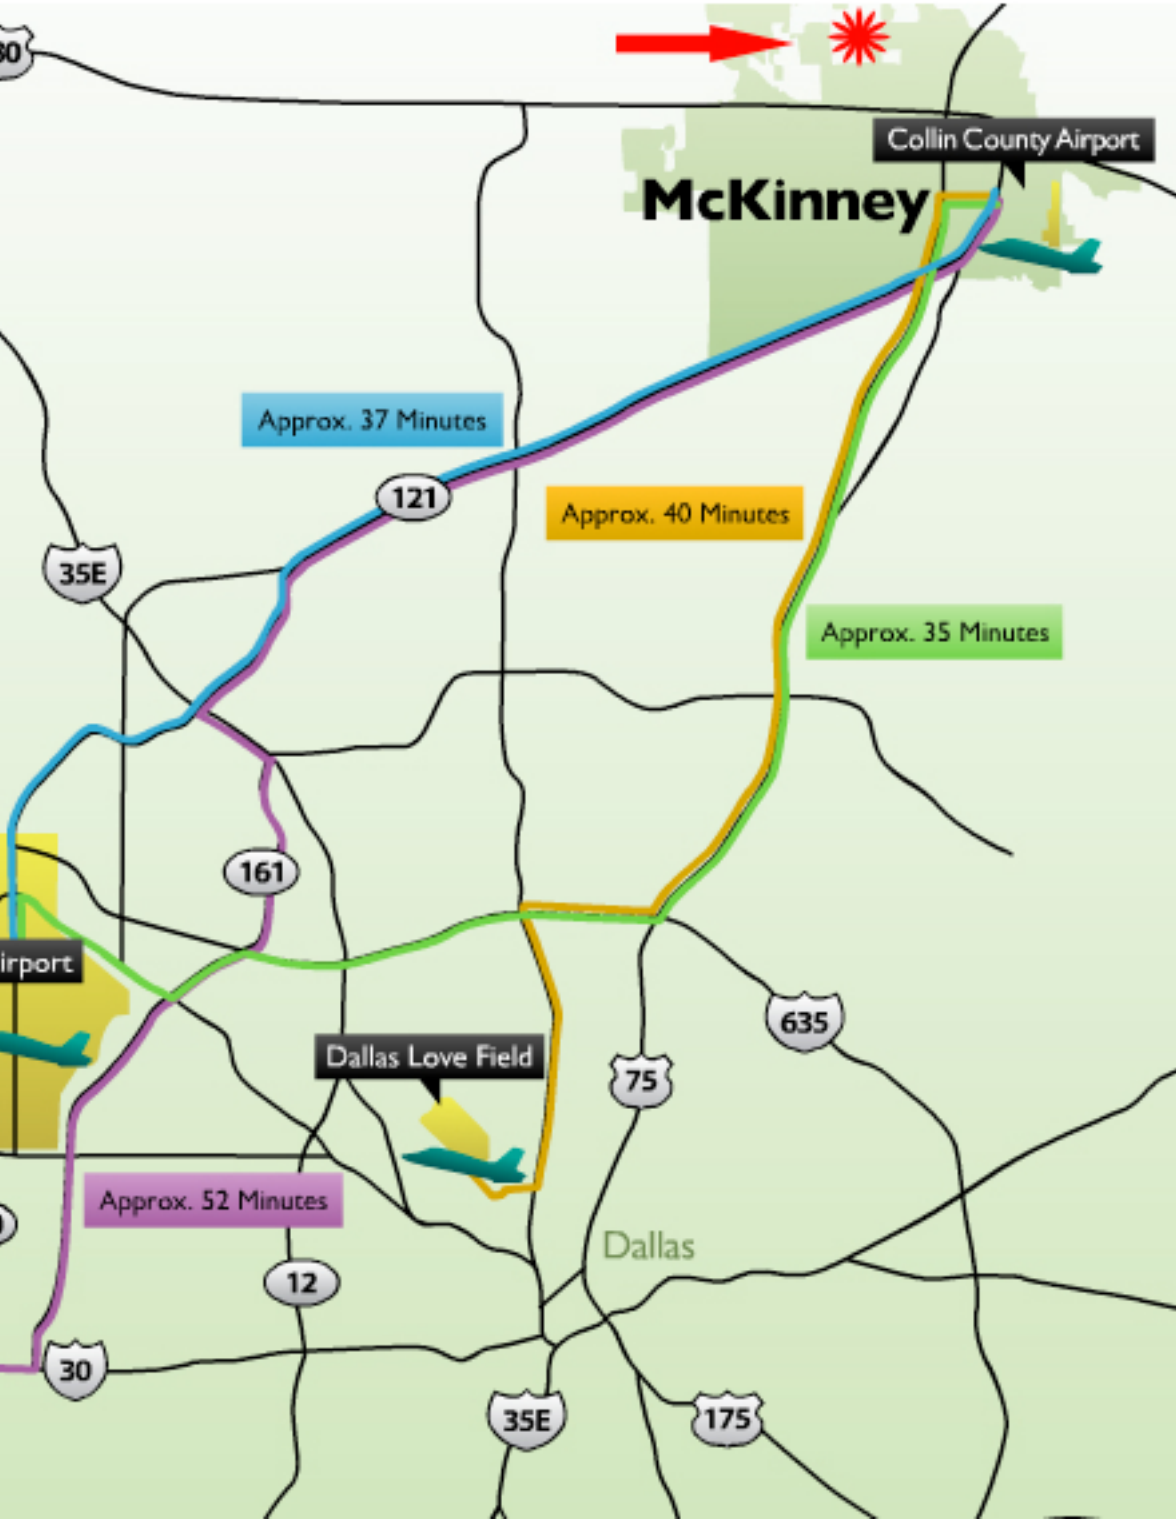 Collin County Airport
McKinney
Approx. 37 Minutes
121
Approx. 40 Minutes
35E
Approx. 35 Minutes
161
irport
635
Dallas Love Field
75
Approx. 52 Minutes
Dallas
12
30
35E
175